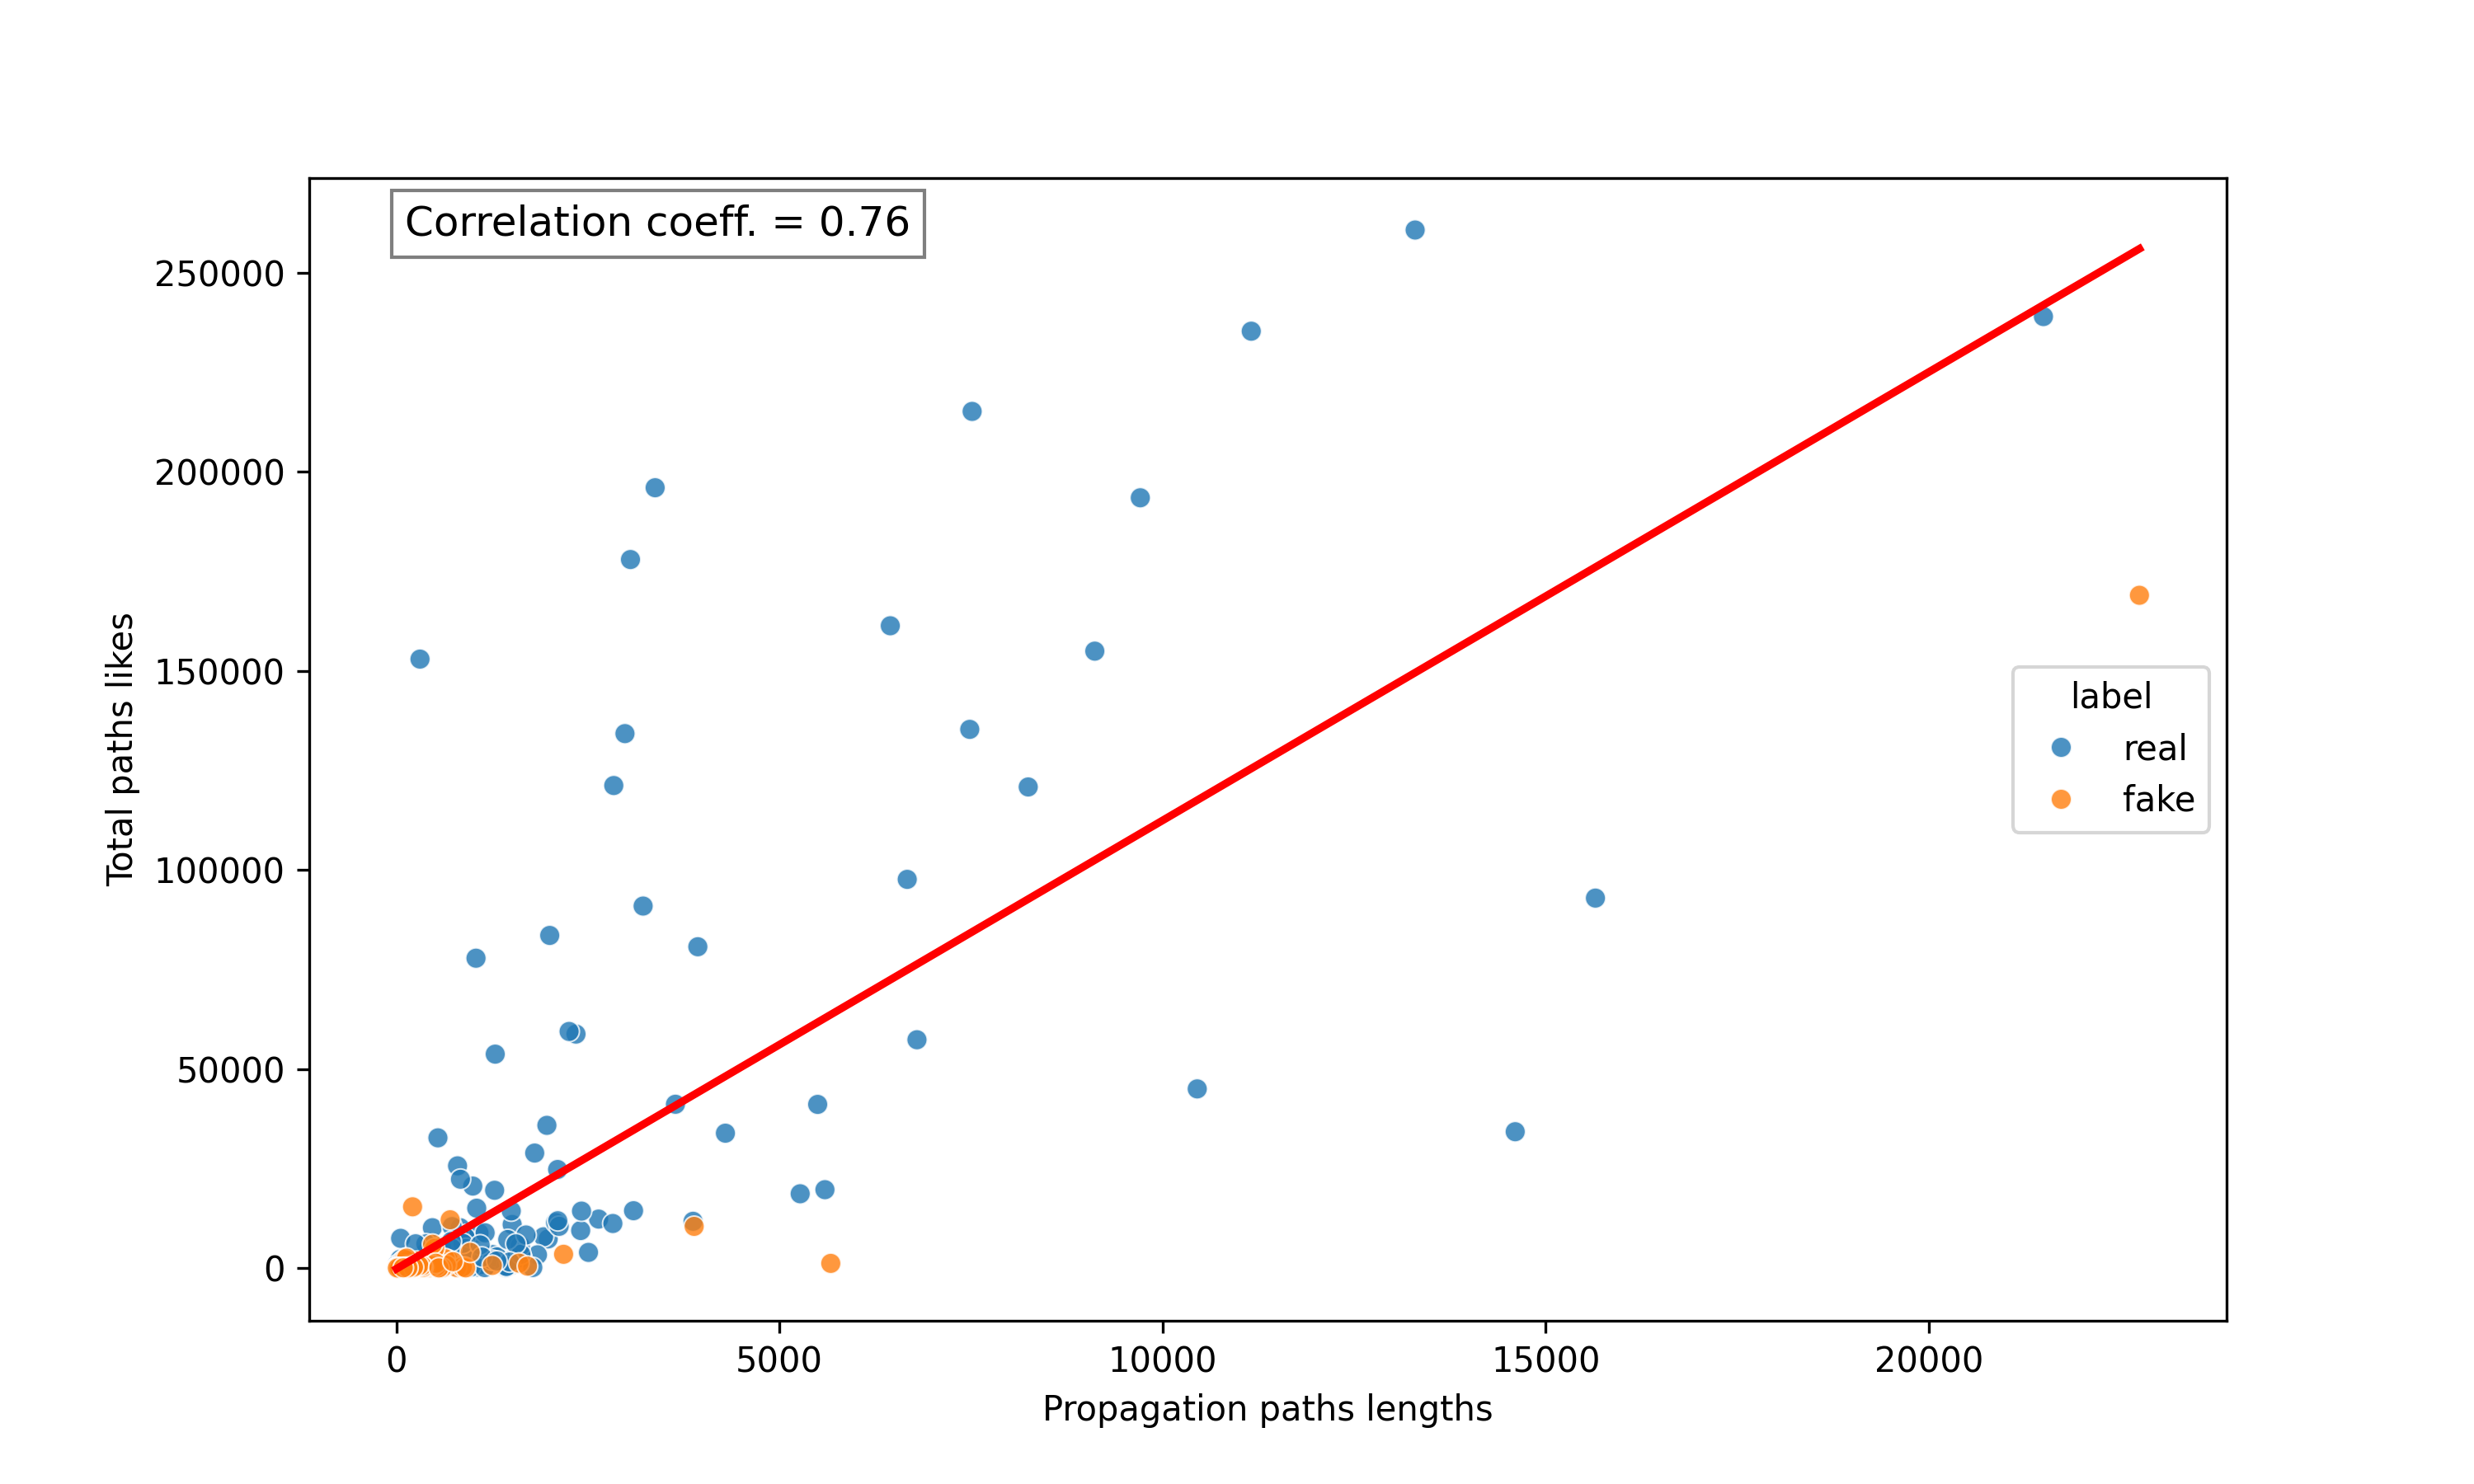 Correlation coeff. = 0.76
250000
200000
150000
100000
50000
0
Total paths likes
label
real
fake
0 5000 10000 15000 20000
Propagation paths lengths